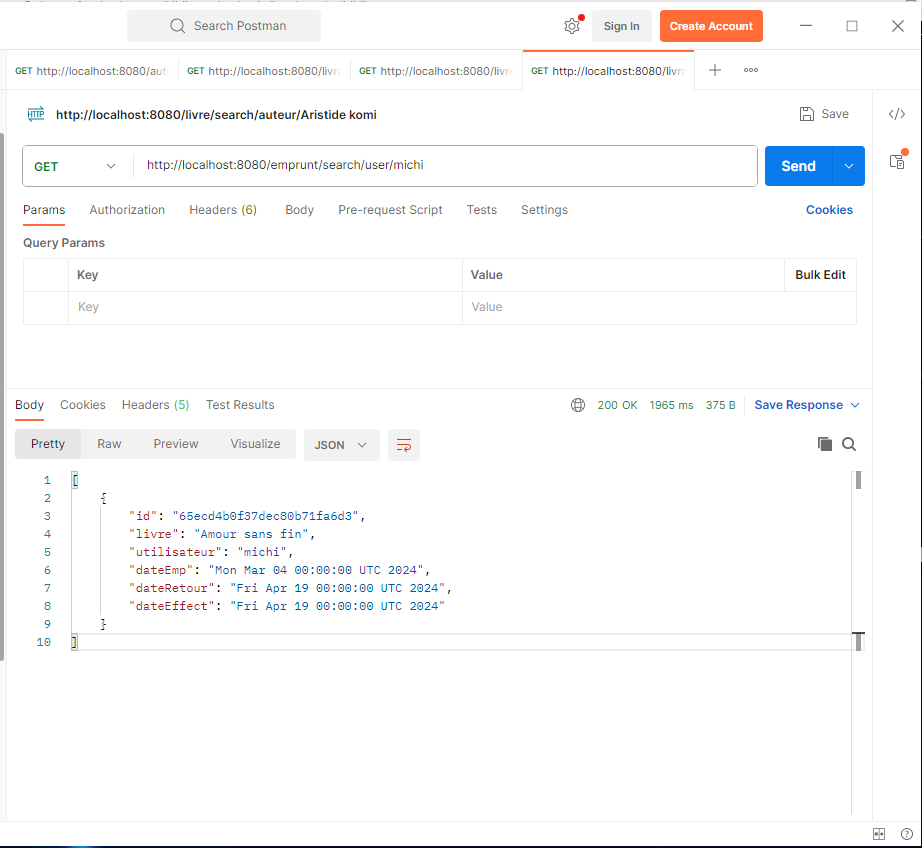 Search Postman
Sign In
Create Account
GET http://localhost:8080/aut
GET http://localhost:8080/livre
GET http://localhost:8080/livre
GET http://localhost:8080/livre
HTTP http://localhost:8080/livre/search/auteur/Aristide komi
Save
GET http://localhost:8080/emprunt/search/user/michi
Send
Params Authorization Headers (6) Body Pre-request Script Tests Settings Cookies
Query Params
Key Value Bulk Edit
Key Value
Body Cookies Headers (5) Test Results 200 OK 1965 ms 375 B Save Response
Pretty Raw Preview Visualize JSON
1 [
2 {
3 "id": "65ecd4b0f37dec80b71fa6d3",
4 "livre": "Amour sans fin",
5 "utilisateur": "michi",
6 "dateEmp": "Mon Mar 04 00:00:00 UTC 2024",
7 "dateRetour": "Fri Apr 19 00:00:00 UTC 2024",
8 "dateEffect": "Fri Apr 19 00:00:00 UTC 2024"
9 }
10 ]